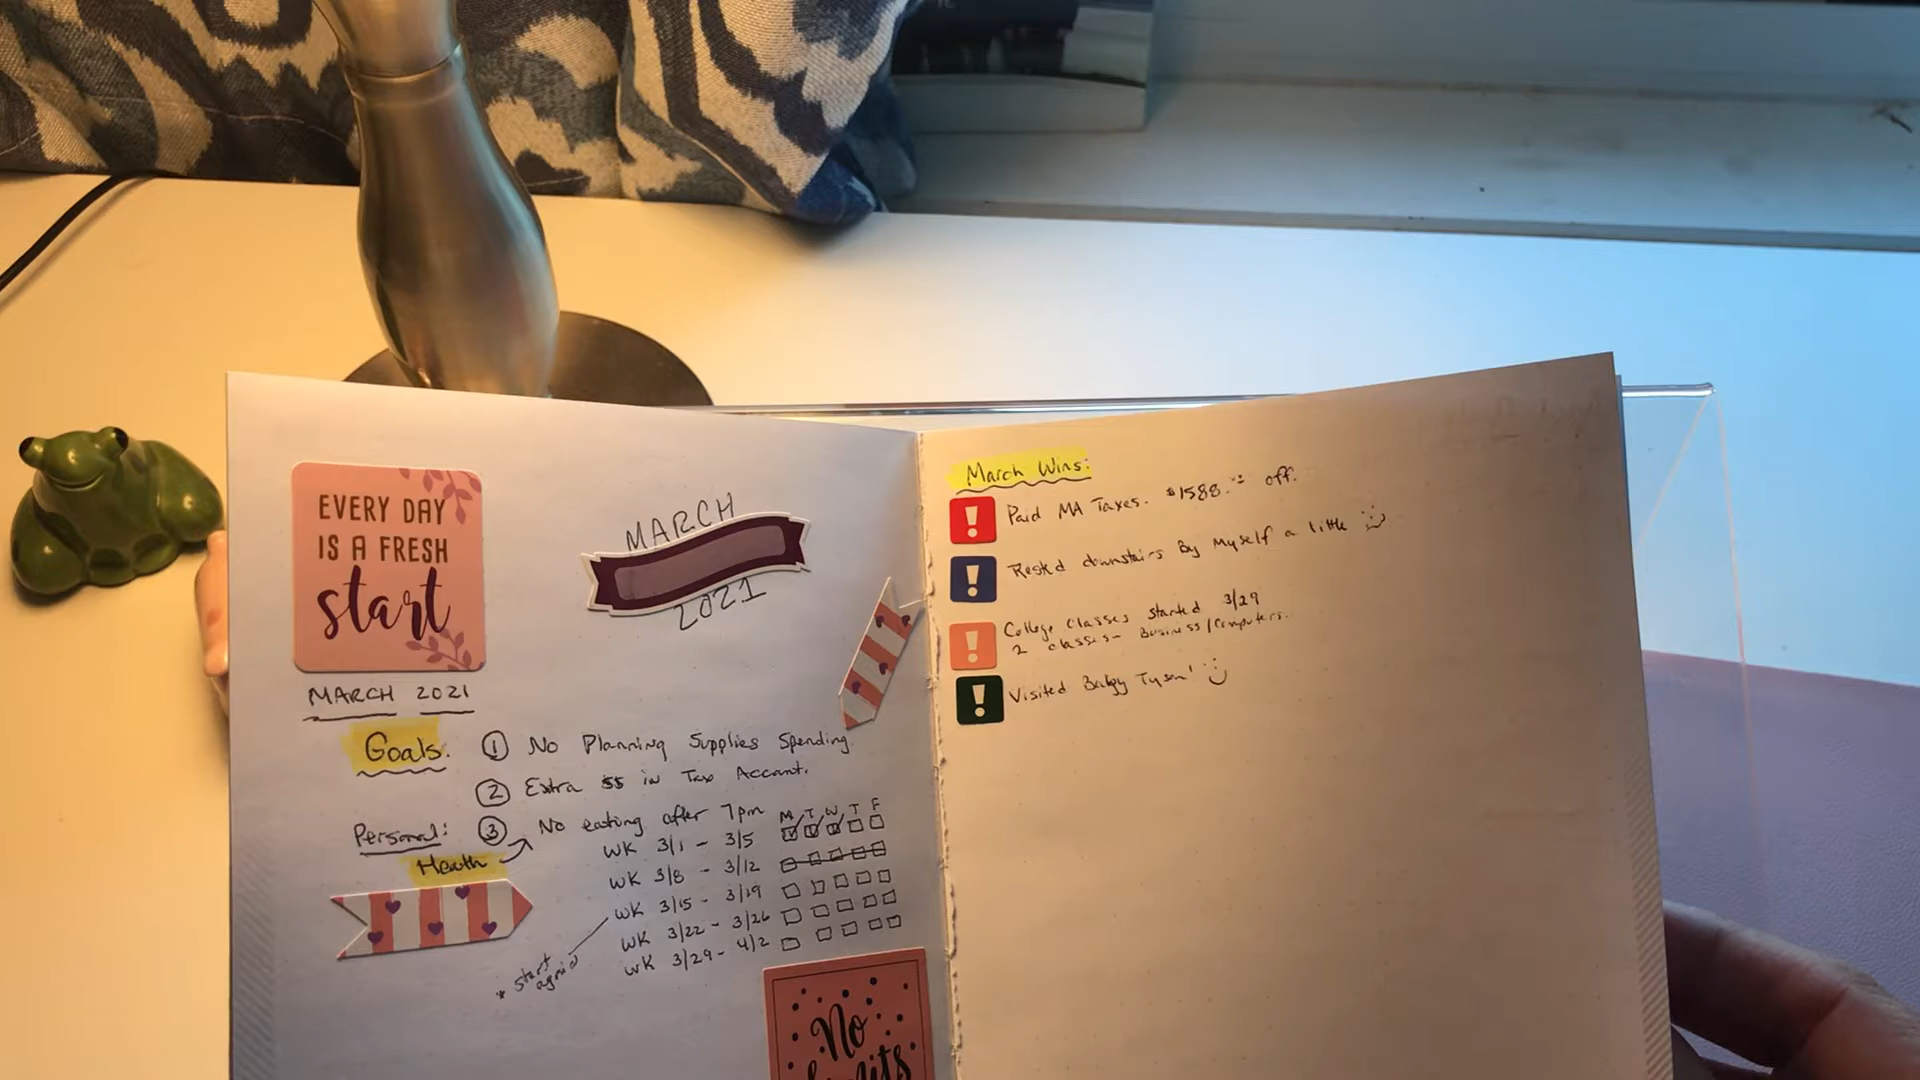 EVERY DAY
IS A FRESH
start
MARCH
2021
MARCH 2021
Goals: ① No Planning Supplies Spending
② Extra $$ in Tax Account.
Personal: ③ No eating after 7pm
Health
M T W T F
WK 3/1 - 3/5
WK 3/8 - 3/12
WK 3/15 - 3/19
WK 3/22 - 3/26
WK 3/29 - 4/2
* start
again
No
March Wins:
! Paid MA Taxes. $1588. off.
! Rested downstairs By Myself a little
! College Classes started 3/29
2 classes - Business/Computers.
! Visited Baby Tyson!